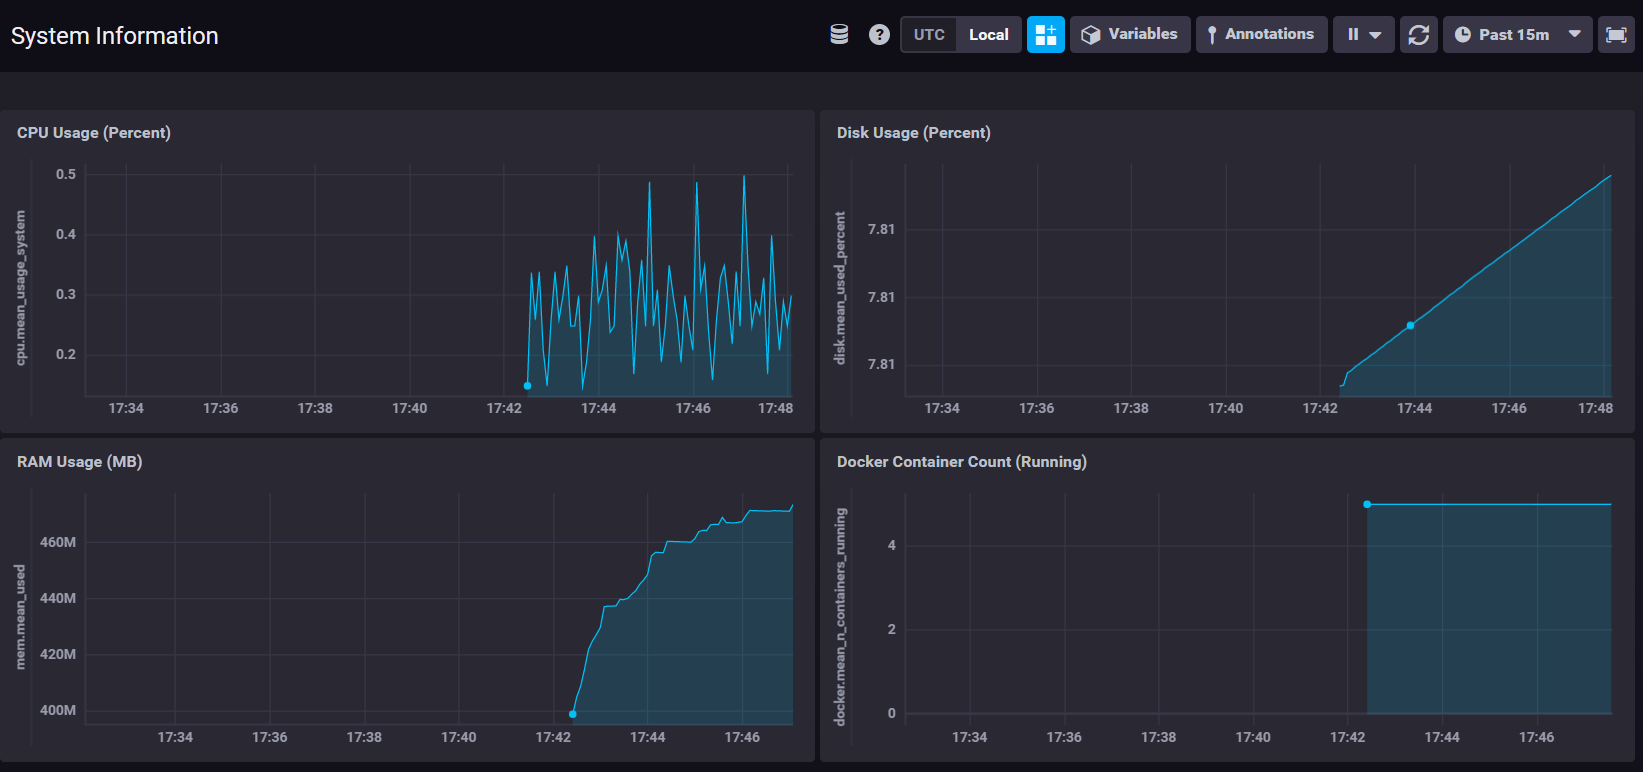 System Information
?
UTC Local Variables Annotations Past 15m
CPU Usage (Percent)
cpu.mean_usage_system
0.5
0.4
0.3
0.2
17:34 17:36 17:38 17:40 17:42 17:44 17:46 17:48
Disk Usage (Percent)
disk.mean_used_percent
7.81
7.81
7.81
17:34 17:36 17:38 17:40 17:42 17:44 17:46 17:48
RAM Usage (MB)
mem.mean_used
460M
440M
420M
400M
17:34 17:36 17:38 17:40 17:42 17:44 17:46
Docker Container Count (Running)
docker.mean_n_containers_running
4
2
0
17:34 17:36 17:38 17:40 17:42 17:44 17:46